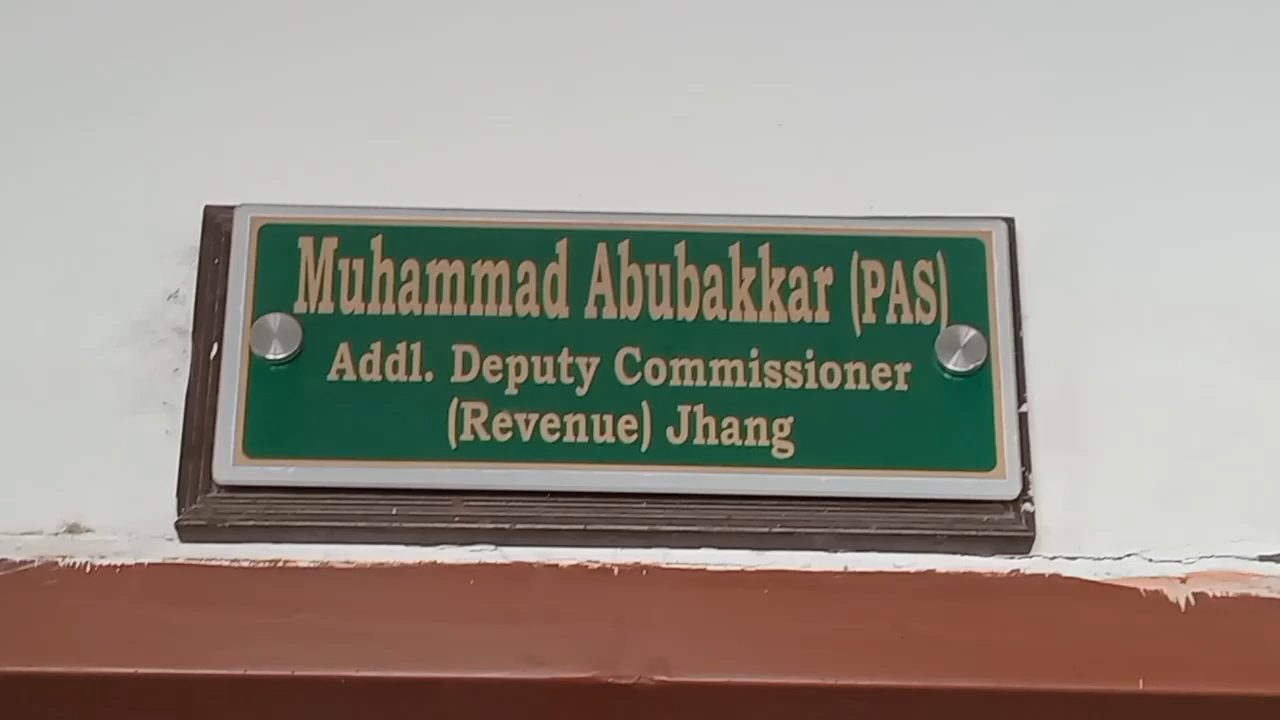 Muhammad Abubakkar (PAS)
Addl. Deputy Commissioner
(Revenue) Jhang